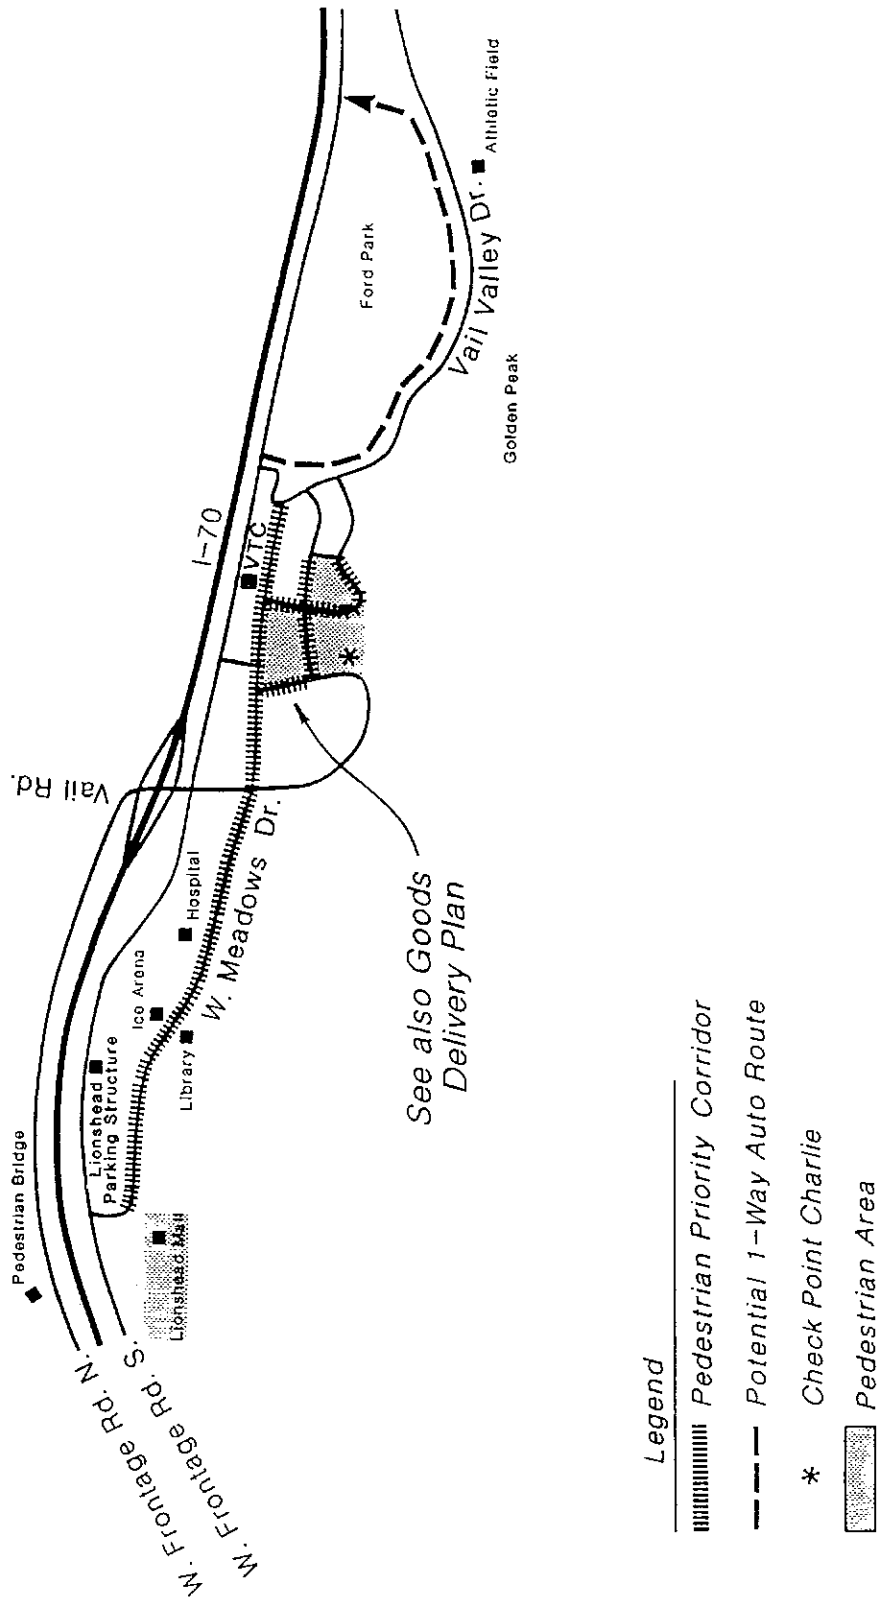 W. Frontage Rd. N.
W. Frontage Rd. S.
Pedestrian Bridge
Lionshead Mall
Lionshead
Parking Structure
Ice Arena
Library
Hospital
W. Meadows Dr.
Vail Rd.
I-70
VTC
Ford Park
Golden Peak
Vail Valley Dr.
Athletic Field
*
See also Goods
Delivery Plan
Legend
Pedestrian Priority Corridor
Potential 1-Way Auto Route
* Check Point Charlie
Pedestrian Area